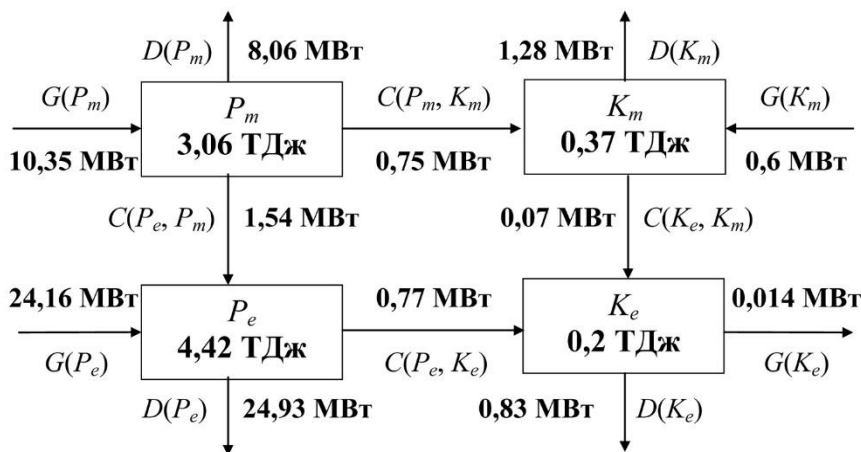 D(Pₘ) 8,06 МВт 1,28 МВт D(Kₘ)
G(Pₘ) Pₘ C(Pₘ, Kₘ) Kₘ G(Kₘ)
10,35 МВт 3,06 ТДж 0,75 МВт 0,37 ТДж 0,6 МВт
C(Pₑ, Pₘ) 1,54 МВт 0,07 МВт C(Kₑ, Kₘ)
24,16 МВт Pₑ 0,77 МВт Kₑ 0,014 МВт
G(Pₑ) 4,42 ТДж C(Pₑ, Kₑ) 0,2 ТДж G(Kₑ)
D(Pₑ) 24,93 МВт 0,83 МВт D(Kₑ)